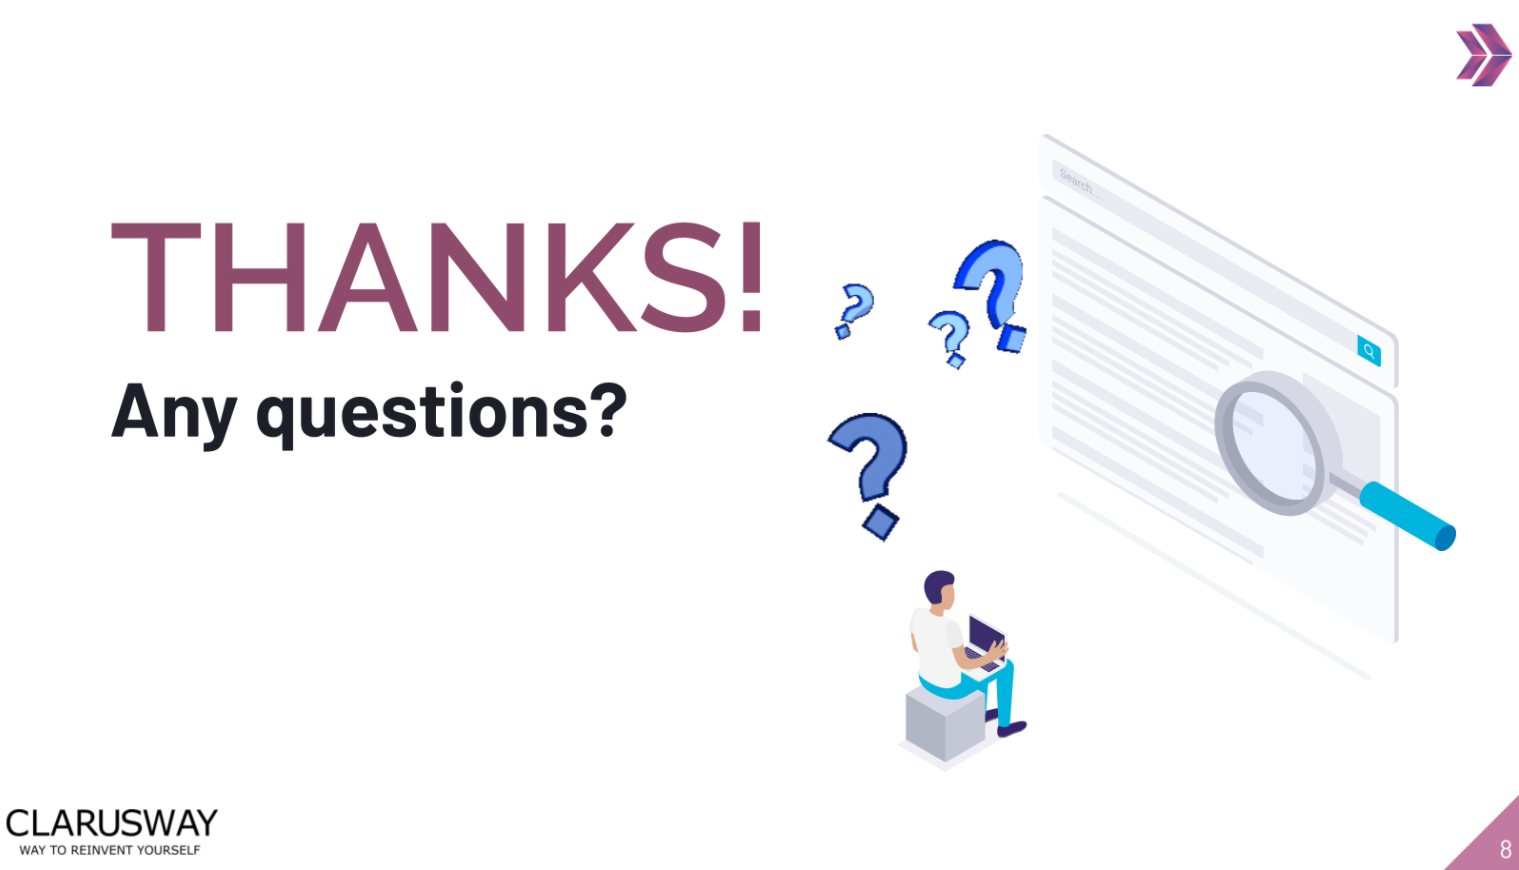 THANKS!
Any questions?
Search...
CLARUSWAY
WAY TO REINVENT YOURSELF
8